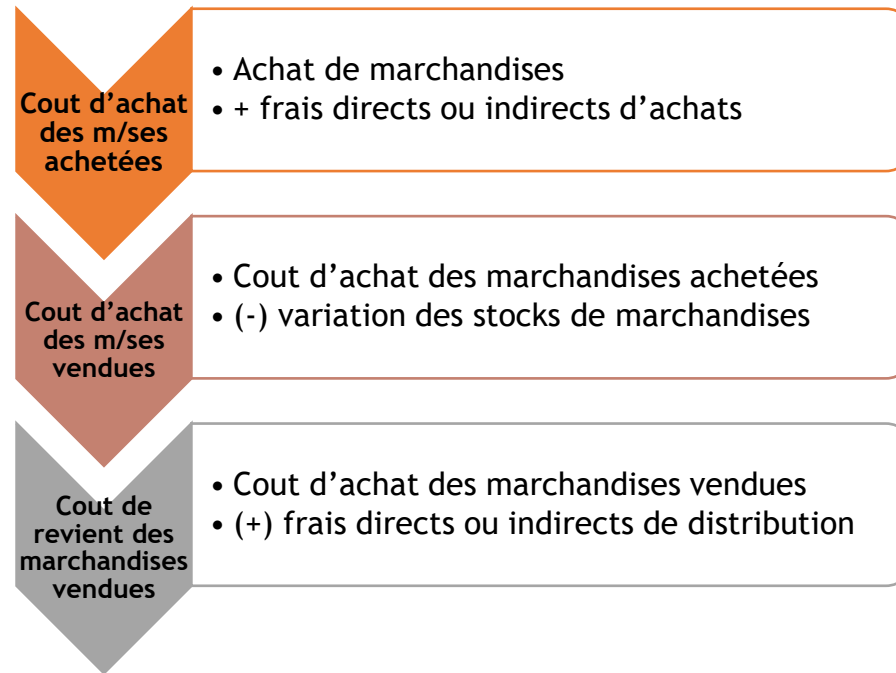 Cout d’achat
des m/ses
achetées
• Achat de marchandises
• + frais directs ou indirects d’achats
Cout d’achat
des m/ses
vendues
• Cout d’achat des marchandises achetées
• (-) variation des stocks de marchandises
Cout de
revient des
marchandises
vendues
• Cout d’achat des marchandises vendues
• (+) frais directs ou indirects de distribution